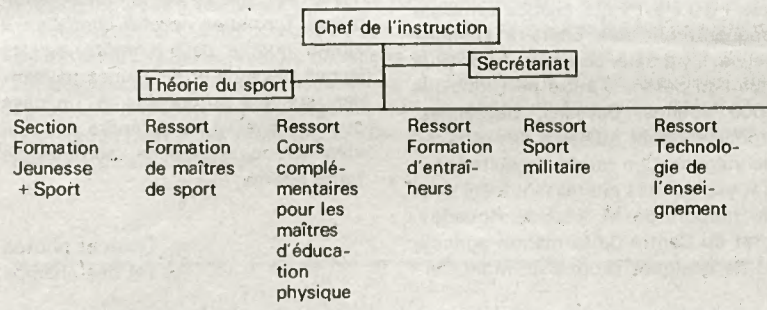 Chef de l'instruction
Secrétariat
Théorie du sport
Section
Formation
Jeunesse
+ Sport
Ressort
Formation
de maîtres
de sport
Ressort
Cours
complé-
mentaires
pour les
maîtres
d'éduca-
tion
physique
Ressort
Formation
d'entraî-
neurs
Ressort
Sport
militaire
Ressort
Technolo-
gie de
l'ensei-
gnement